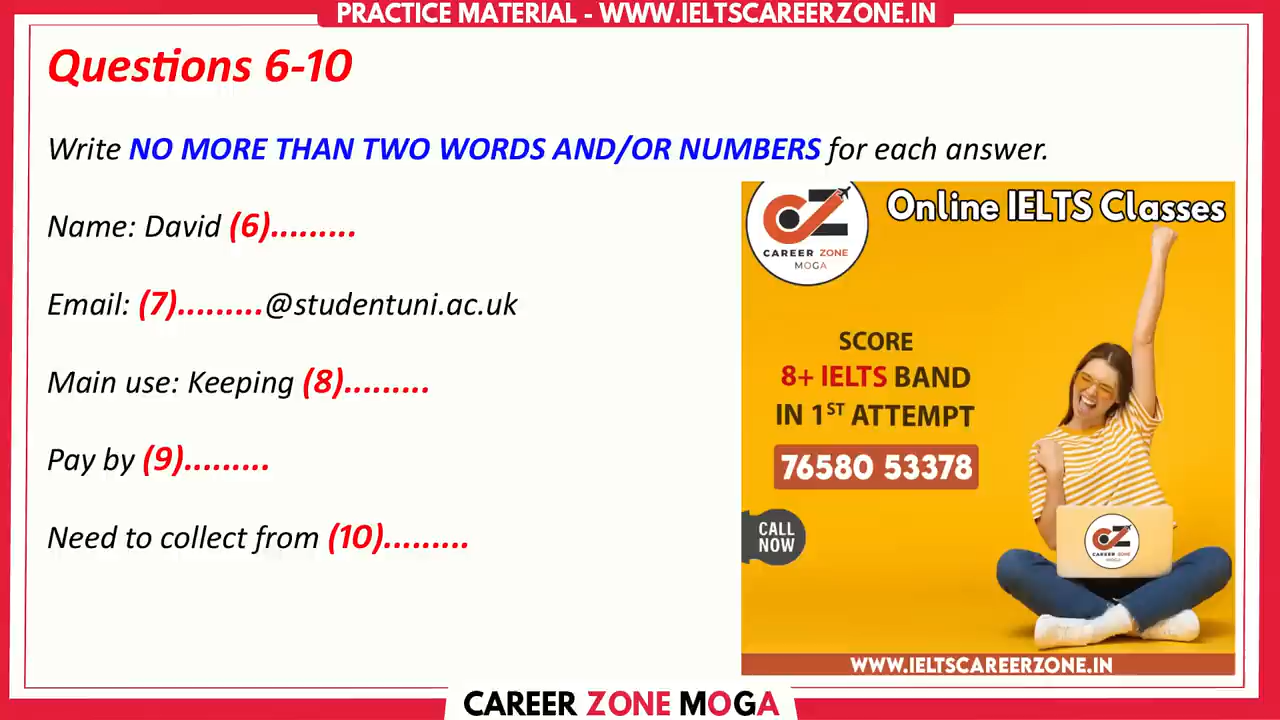 PRACTICE MATERIAL - WWW.IELTSCAREERZONE.IN
Questions 6-10
Write NO MORE THAN TWO WORDS AND/OR NUMBERS for each answer.
Name: David (6).........
Email: (7).........@studentuni.ac.uk
Main use: Keeping (8).........
Pay by (9).........
Need to collect from (10).........
CAREER ZONE
MOGA
Online IELTS Classes
SCORE
8+ IELTS BAND
IN 1ST ATTEMPT
76580 53378
CALL
NOW
CAREER ZONE
MOGA
WWW.IELTSCAREERZONE.IN
CAREER ZONE MOGA